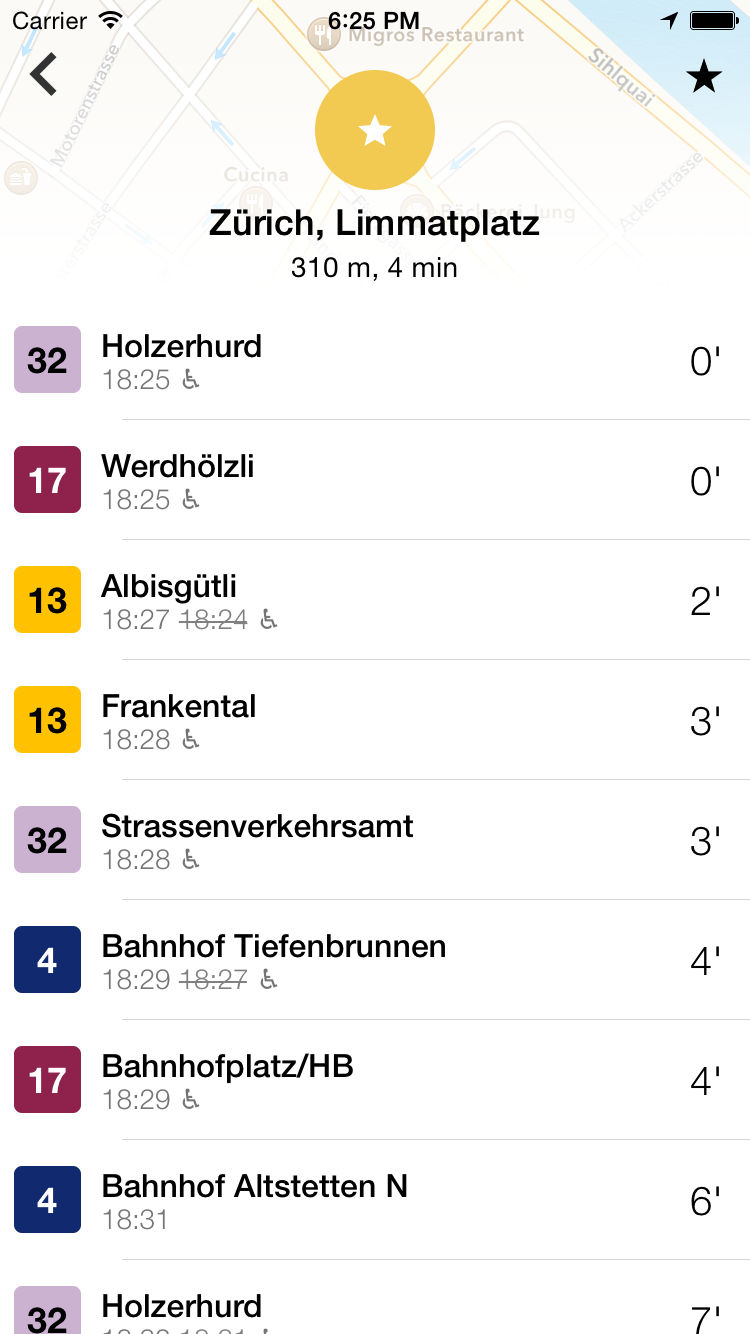 Carrier 6:25 PM
Migros Restaurant
Sihlquai
Motorenstrasse
Cucina
Ackerstrasse
Zürich, Limmatplatz
310 m, 4 min
32 Holzerhurd 0'
18:25
17 Werdhölzli 0'
18:25
13 Albisgütli 2'
18:27 18:24
13 Frankental 3'
18:28
32 Strassenverkehrsamt 3'
18:28
4 Bahnhof Tiefenbrunnen 4'
18:29 18:27
17 Bahnhofplatz/HB 4'
18:29
4 Bahnhof Altstetten N 6'
18:31
32 Holzerhurd 7'